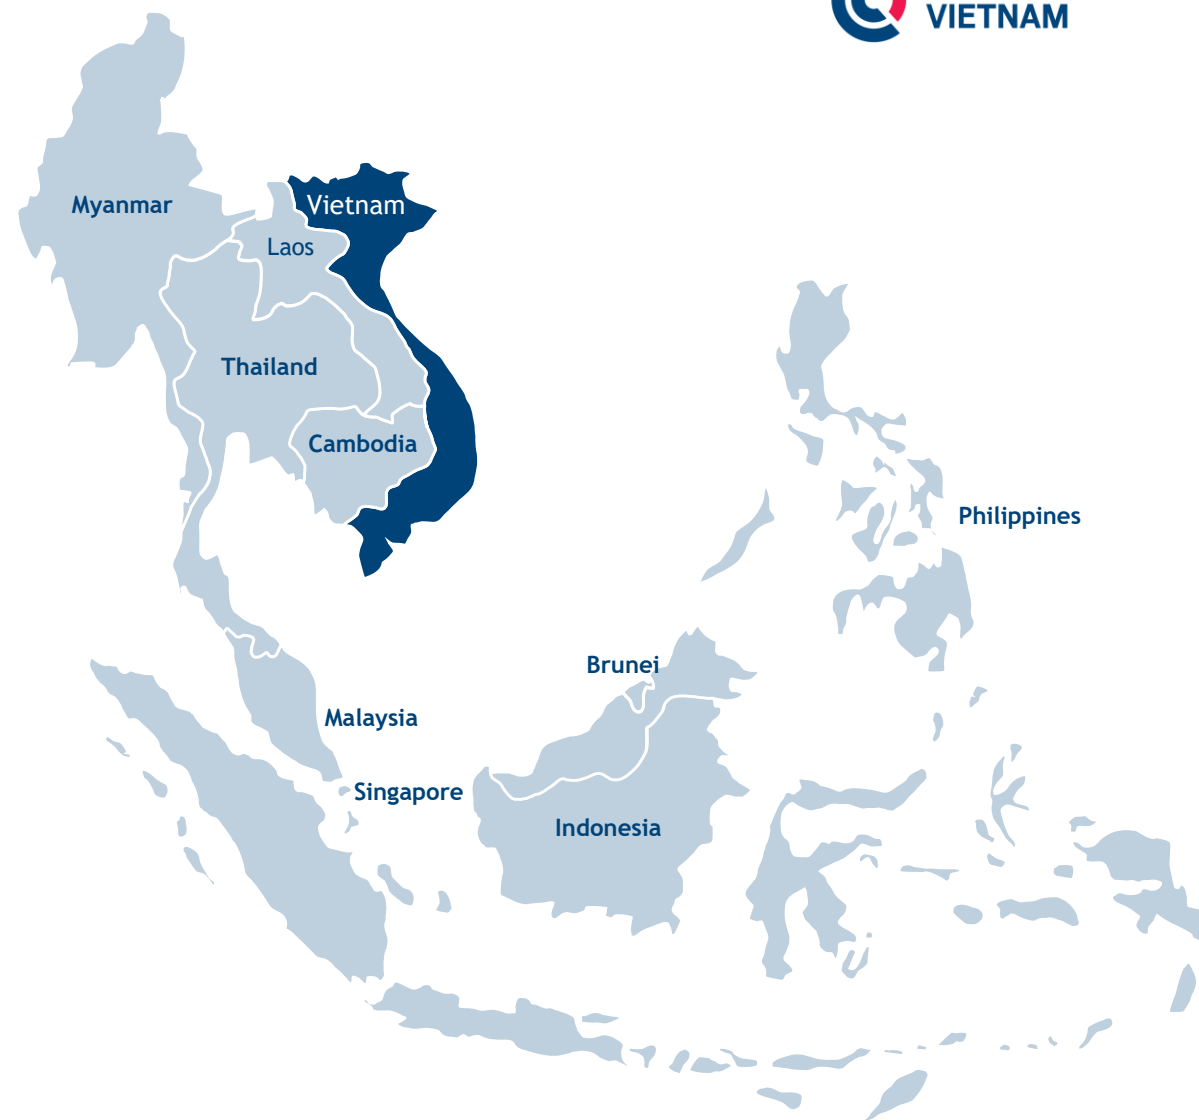 VIETNAM
Myanmar
Vietnam
Laos
Thailand
Cambodia
Philippines
Brunei
Malaysia
Singapore
Indonesia